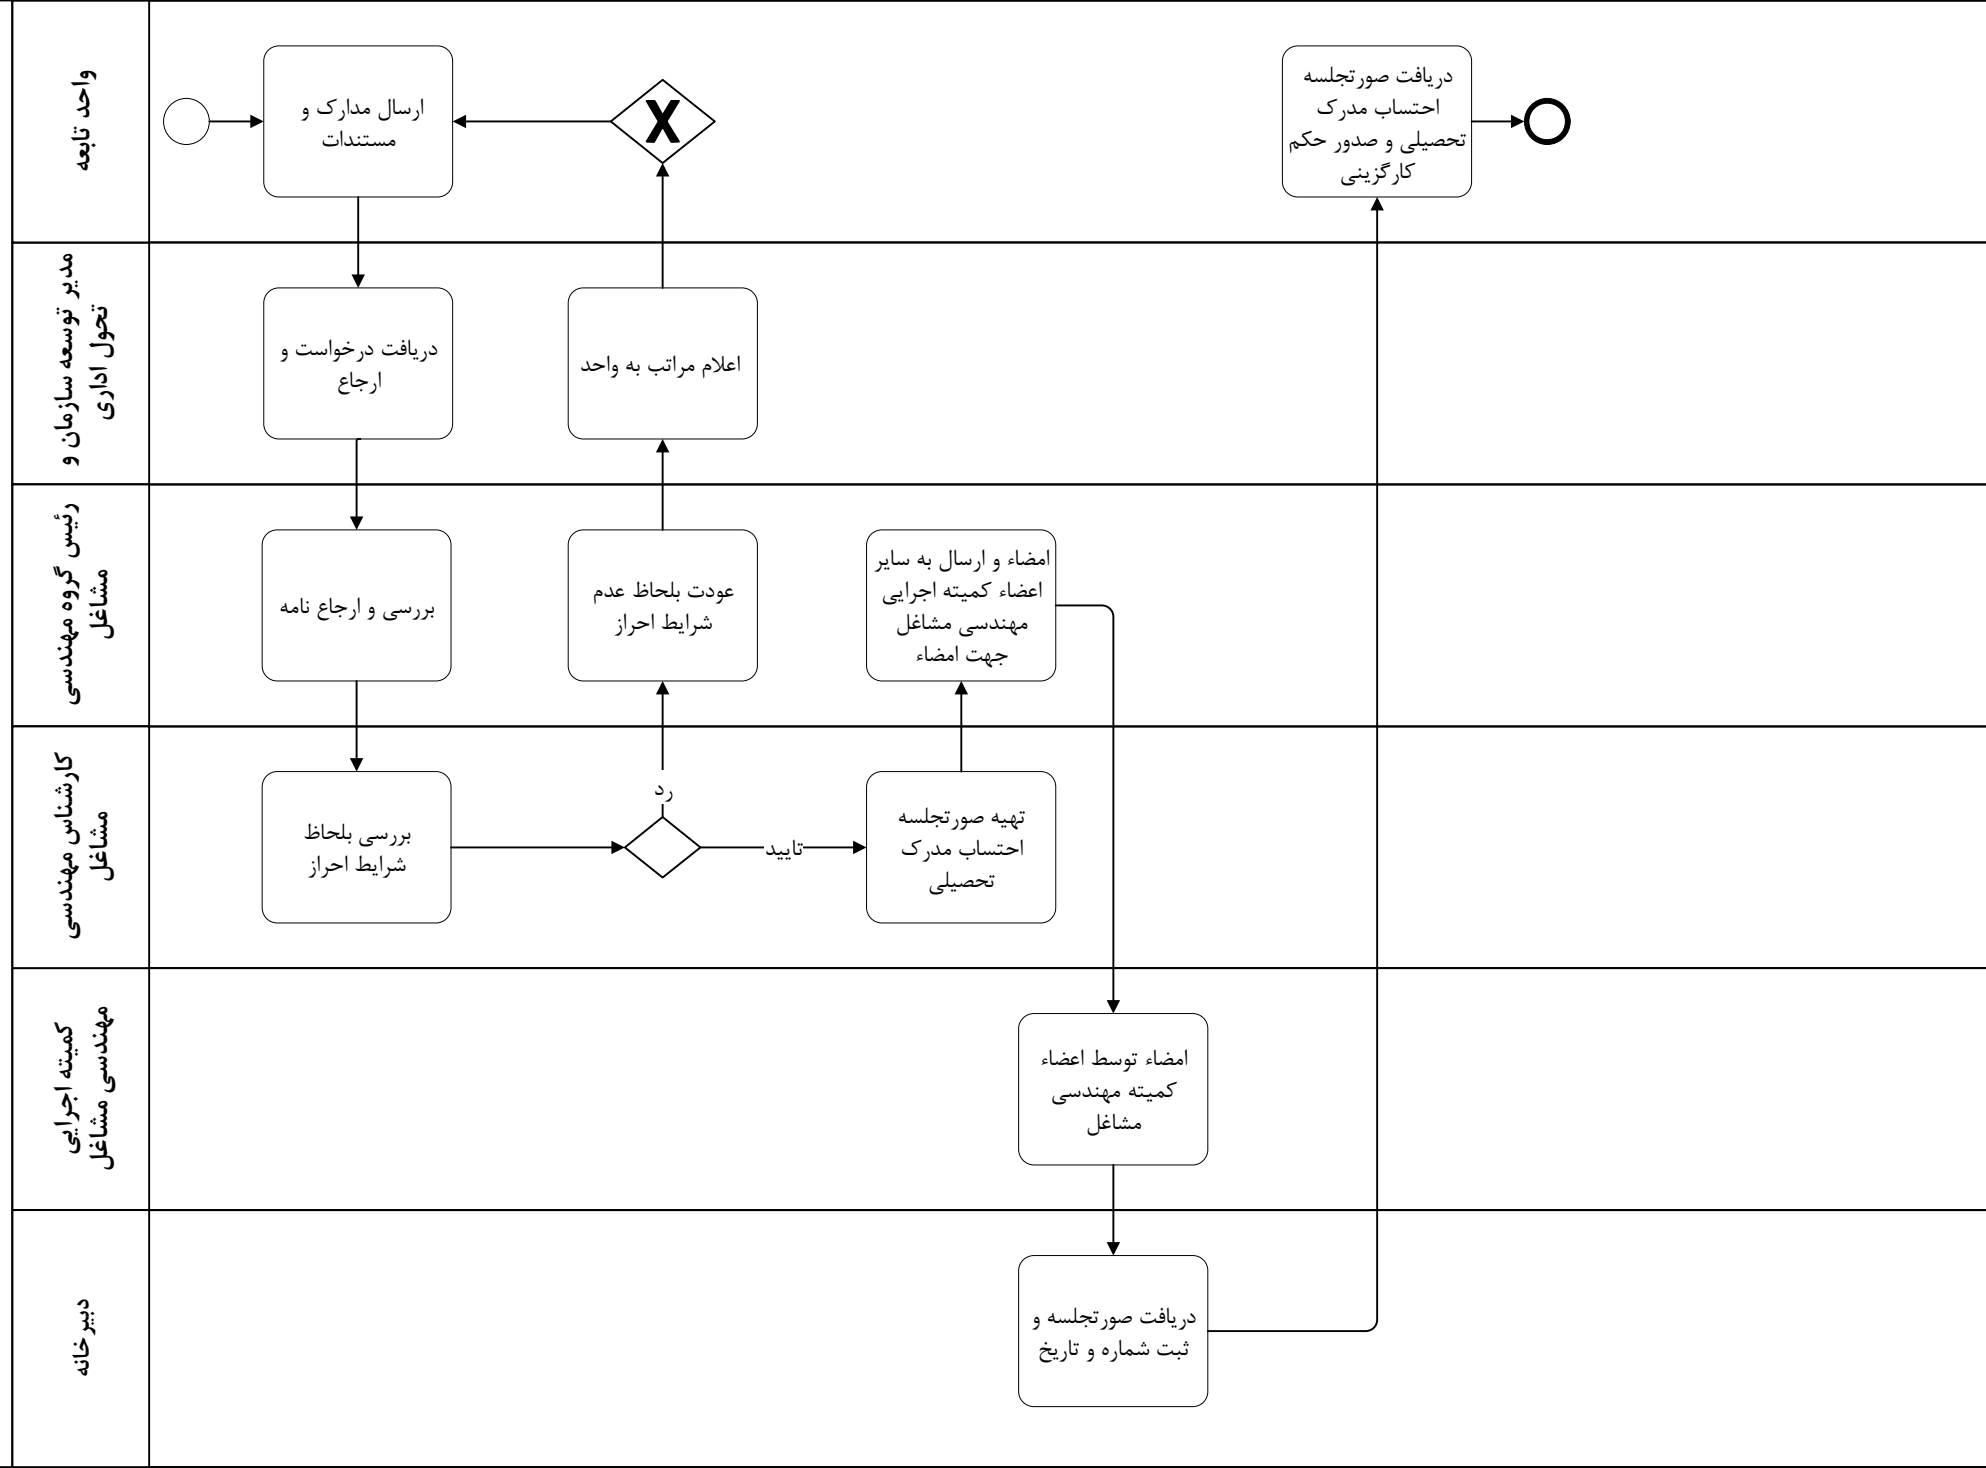 واحد تابعه
ارسال مدارک و
مستندات
X
دریافت صورتجلسه
احتساب مدرک
تحصیلی و صدور حکم
کارگزینی
مدیر توسعه سازمان و
تحول اداری
دریافت درخواست و
ارجاع
اعلام مراتب به واحد
رئیس گروه مهندسی
مشاغل
بررسی و ارجاع نامه
عودت بلحاظ عدم
شرایط احراز
امضاء و ارسال به سایر
اعضاء کمیته اجرایی
مهندسی مشاغل
جهت امضاء
کارشناس مهندسی
مشاغل
بررسی بلحاظ
شرایط احراز
رد
تایید
تهیه صورتجلسه
احتساب مدرک
تحصیلی
کمیته اجرایی
مهندسی مشاغل
امضاء توسط اعضاء
کمیته مهندسی
مشاغل
دبیرخانه
دریافت صورتجلسه و
ثبت شماره و تاریخ